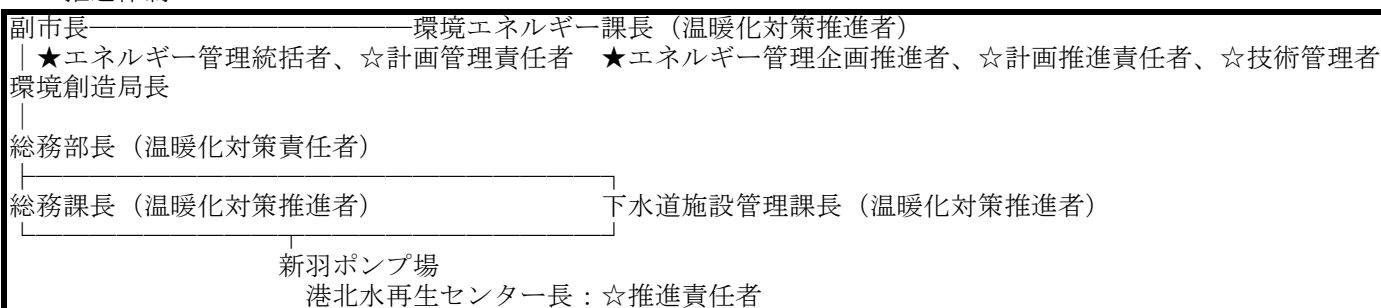 副市長――――――――――――環境エネルギー課長（温暖化対策推進者）
｜★エネルギー管理統括者、☆計画管理責任者　★エネルギー管理企画推進者、☆計画推進責任者、☆技術管理者
環境創造局長
｜
総務部長（温暖化対策責任者）
├―――――――――――――――――――――┐
総務課長（温暖化対策推進者）　　　　　　　　　下水道施設管理課長（温暖化対策推進者）
└――――――――――┬―――――――――――┘
新羽ポンプ場
港北水再生センター長：☆推進責任者